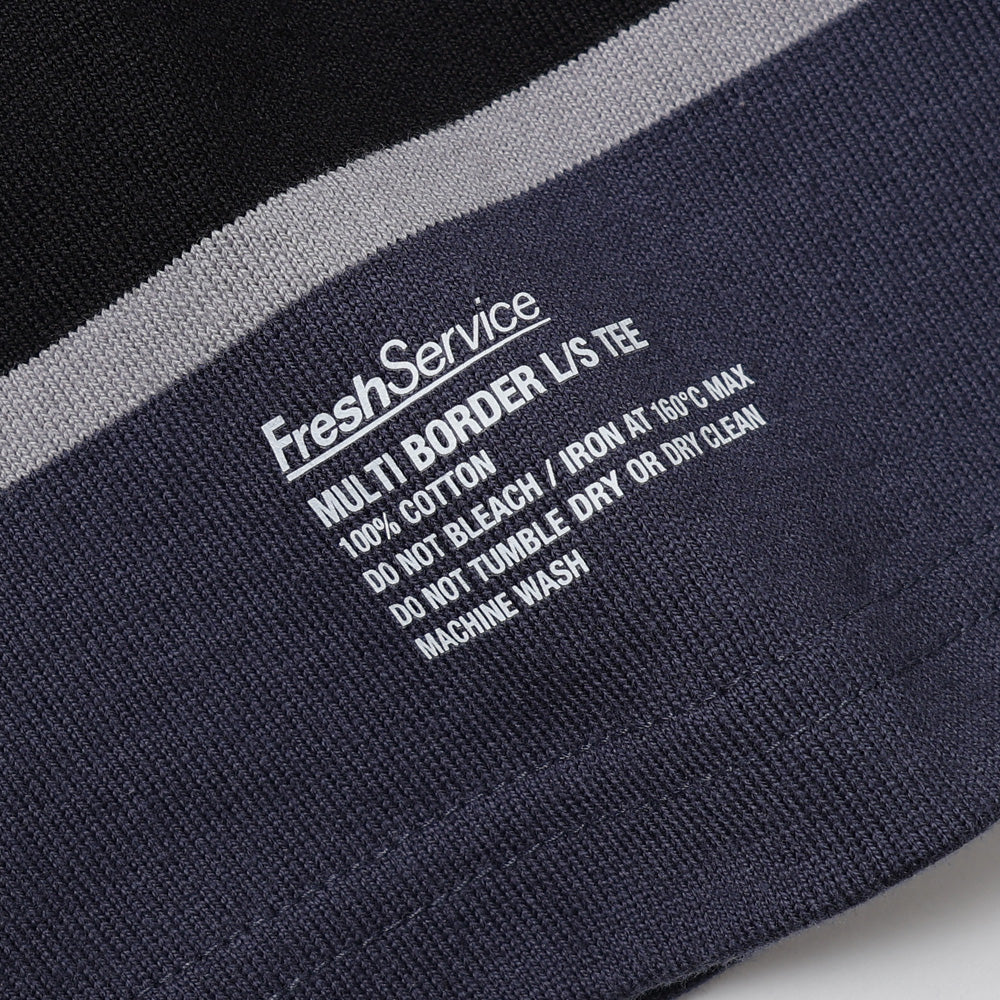 FreshService
MULTI BORDER L/S TEE
100% COTTON
DO NOT BLEACH / IRON AT 160°C MAX
DO NOT TUMBLE DRY OR DRY CLEAN
MACHINE WASH